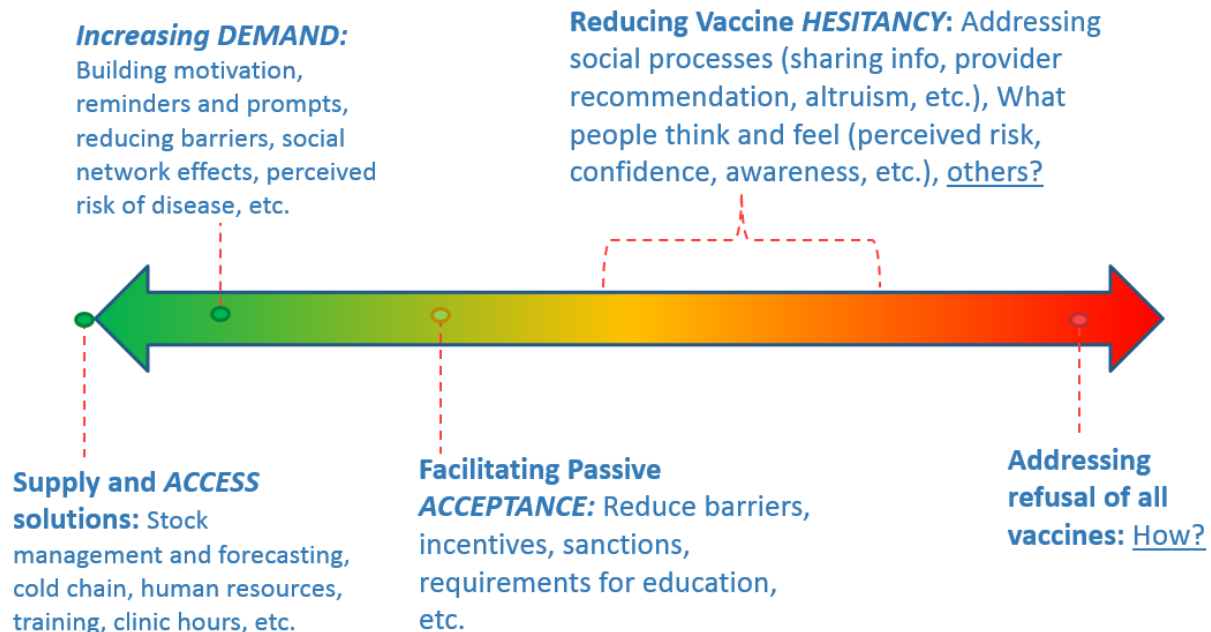 Increasing DEMAND:
Building motivation,
reminders and prompts,
reducing barriers, social
network effects, perceived
risk of disease, etc.
Reducing Vaccine HESITANCY: Addressing
social processes (sharing info, provider
recommendation, altruism, etc.), What
people think and feel (perceived risk,
confidence, awareness, etc.), others?
Supply and ACCESS
solutions: Stock
management and forecasting,
cold chain, human resources,
training, clinic hours, etc.
Facilitating Passive
ACCEPTANCE: Reduce barriers,
incentives, sanctions,
requirements for education,
etc.
Addressing
refusal of all
vaccines: How?